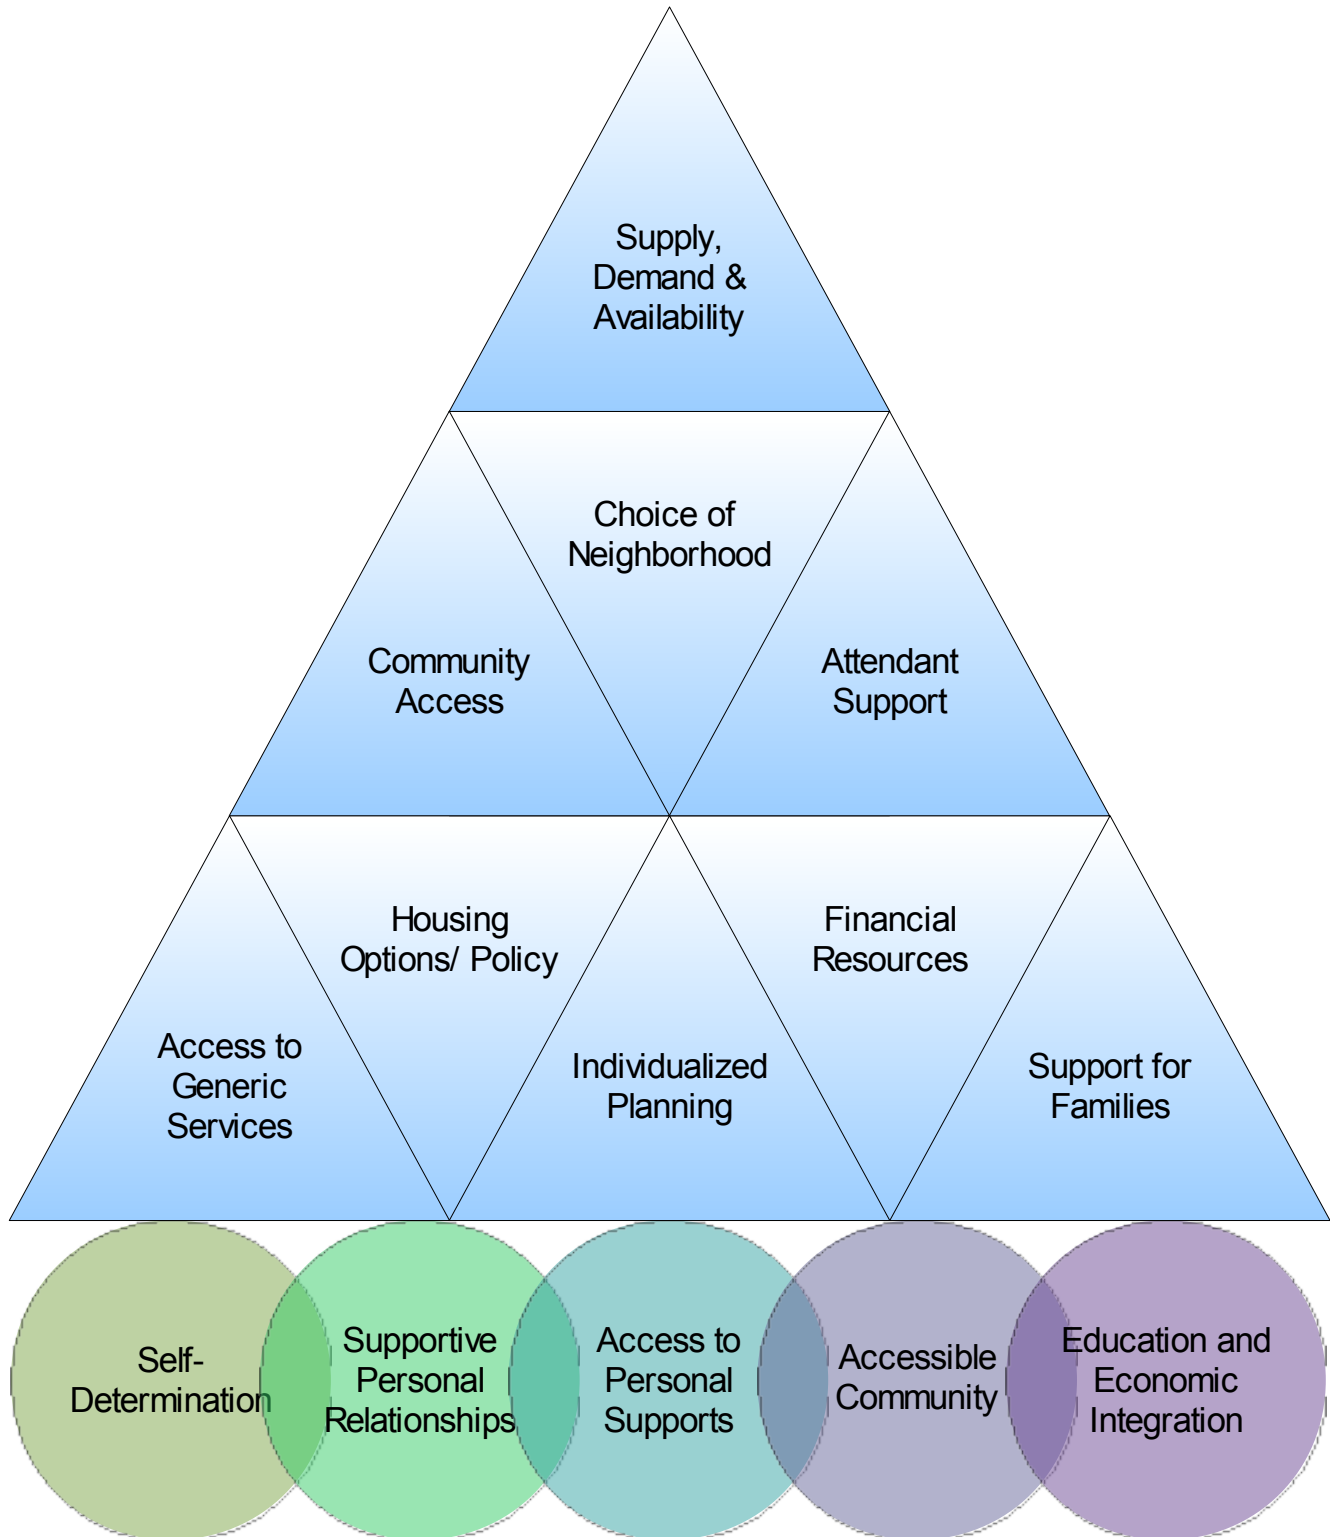 Supply,
Demand &
Availability
Choice of
Neighborhood
Community
Access
Attendant
Support
Housing
Options/ Policy
Financial
Resources
Access to
Generic
Services
Individualized
Planning
Support for
Families
Self-
Determination
Supportive
Personal
Relationships
Access to
Personal
Supports
Accessible
Community
Education and
Economic
Integration